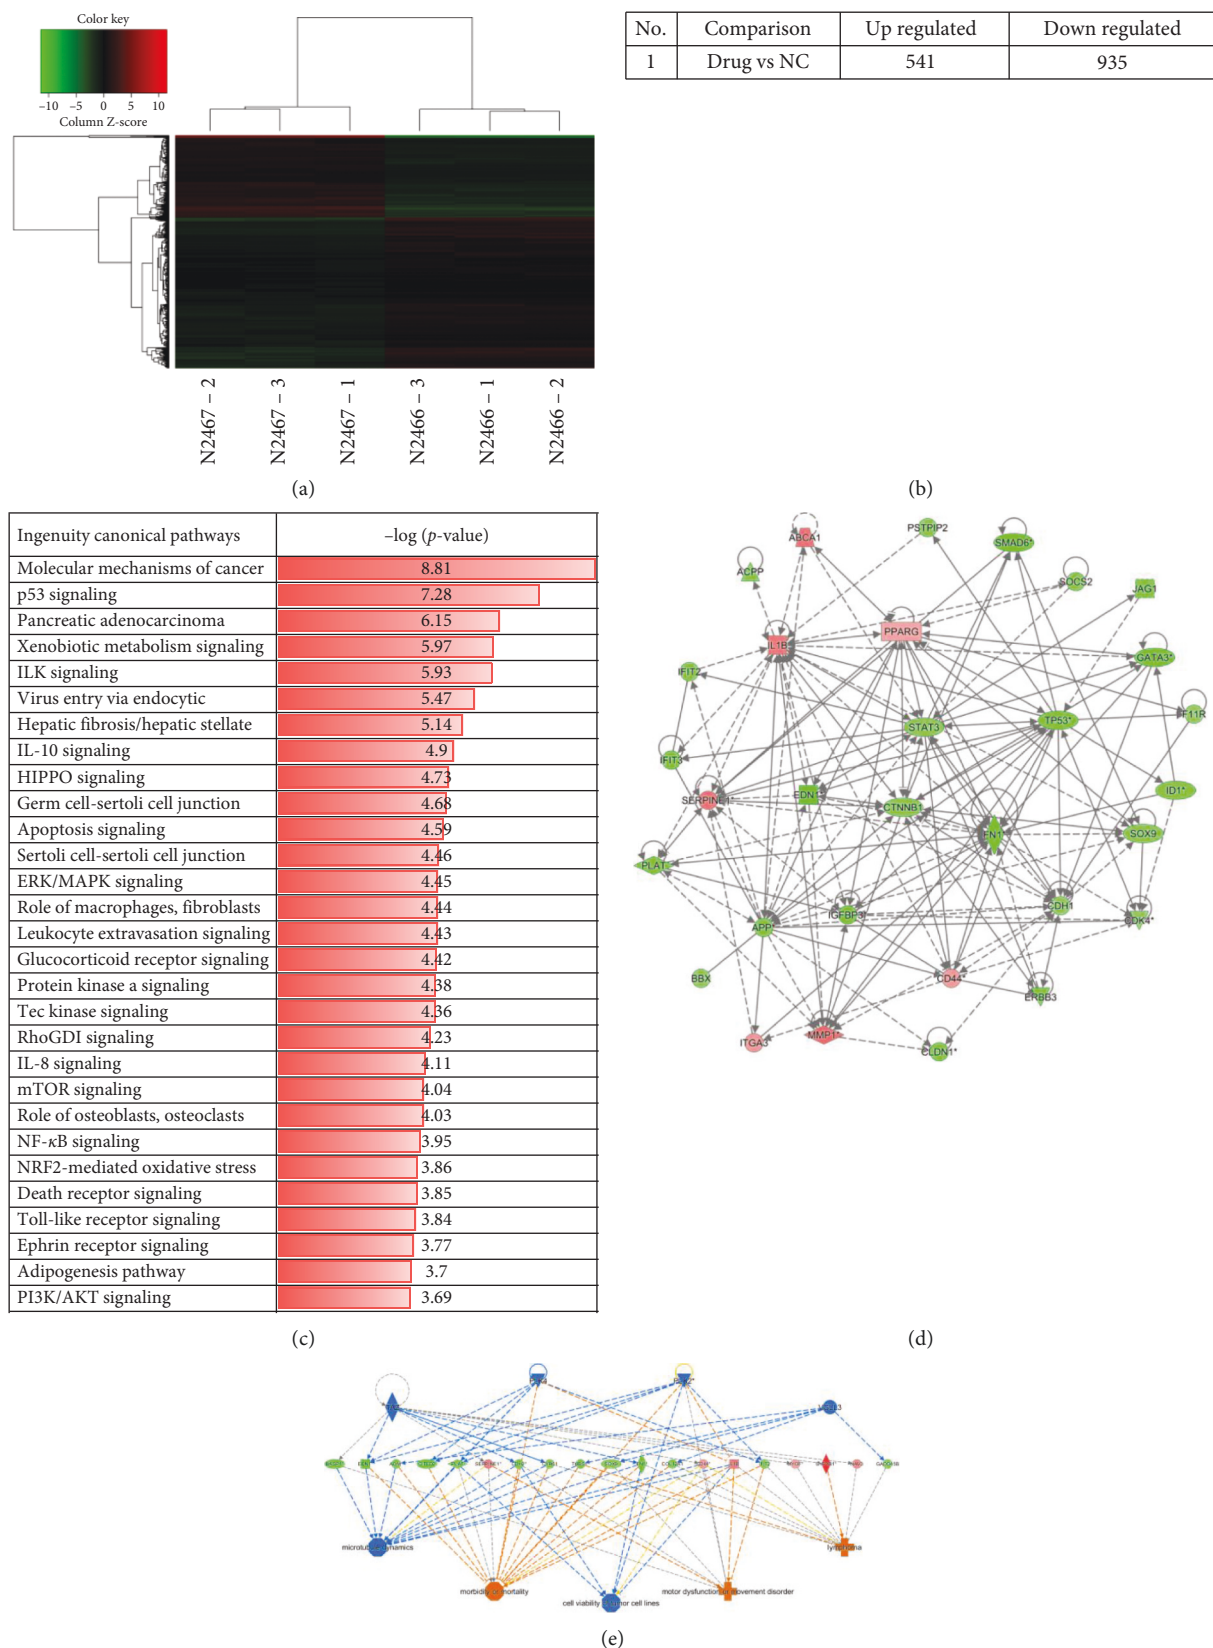 Color key
−10 −5 0 5 10
Column Z-score
N2467 – 2
N2467 – 3
N2467 – 1
N2466 – 3
N2466 – 1
N2466 – 2
(a)
No. Comparison Up regulated Down regulated
1 Drug vs NC 541 935
(b)
Ingenuity canonical pathways –log (p-value)
Molecular mechanisms of cancer 8.81
p53 signaling 7.28
Pancreatic adenocarcinoma 6.15
Xenobiotic metabolism signaling 5.97
ILK signaling 5.93
Virus entry via endocytic 5.47
Hepatic fibrosis/hepatic stellate 5.14
IL-10 signaling 4.9
HIPPO signaling 4.73
Germ cell-sertoli cell junction 4.68
Apoptosis signaling 4.59
Sertoli cell-sertoli cell junction 4.46
ERK/MAPK signaling 4.45
Role of macrophages, fibroblasts 4.44
Leukocyte extravasation signaling 4.43
Glucocorticoid receptor signaling 4.42
Protein kinase a signaling 4.38
Tec kinase signaling 4.36
RhoGDI signaling 4.23
IL-8 signaling 4.11
mTOR signaling 4.04
Role of osteoblasts, osteoclasts 4.03
NF-κB signaling 3.95
NRF2-mediated oxidative stress 3.86
Death receptor signaling 3.85
Toll-like receptor signaling 3.84
Ephrin receptor signaling 3.77
Adipogenesis pathway 3.7
PI3K/AKT signaling 3.69
(c)
PSTPIP2
ABCA1
SMAD6*
ACPP
SOCS2
JAG1
PPARG
IL1B
GATA3*
IFIT2
F11R
STAT3
TP53*
IFIT3
SERPINE1*
EDN1*
ID1*
CTNNB1
FN1*
SOX9
PLAT
IGFBP3
CDH1
CDK4*
APP*
BBX
CD44*
ERBB3
ITGA3
MMP1*
CLDN1*
(d)
microtubule dynamics
lymphoma
morbidity or mortality
motor dysfunction or movement disorder
cell viability of tumor cell lines
(e)